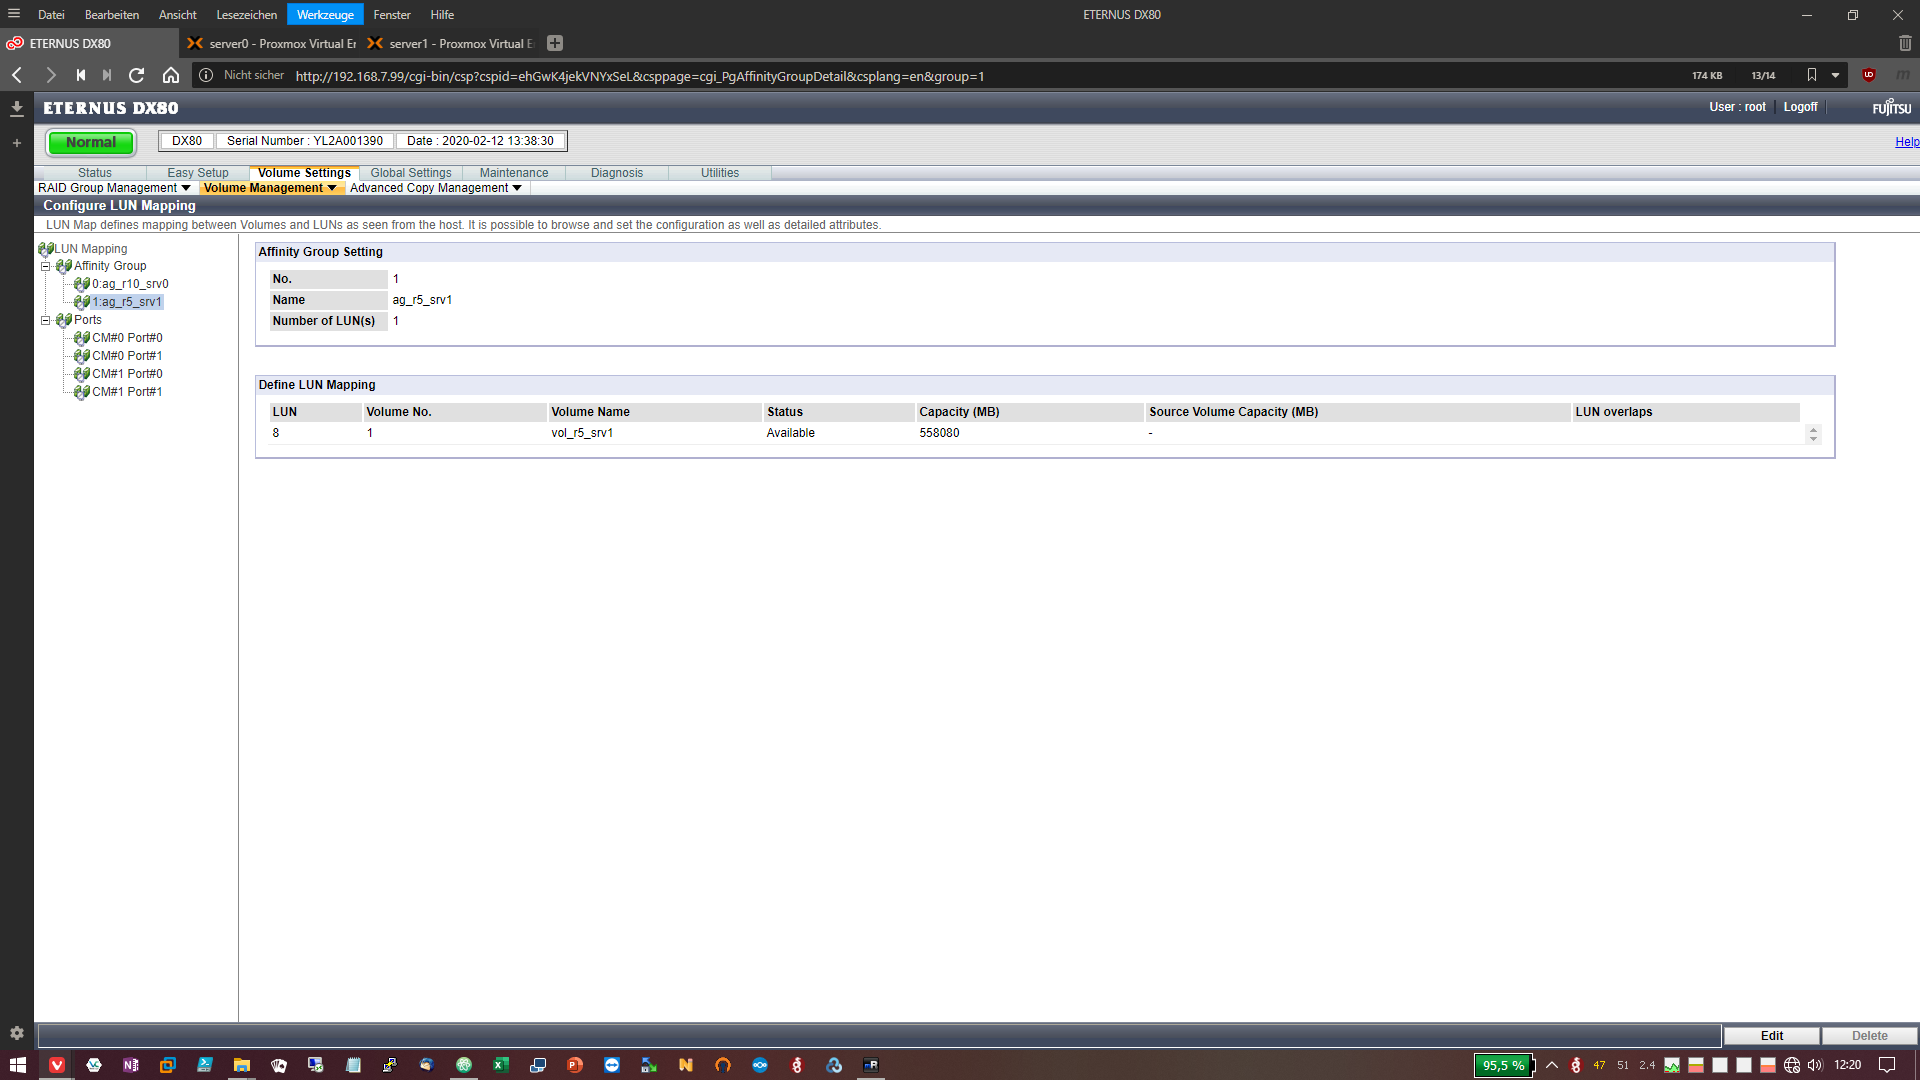 Datei Bearbeiten Ansicht Lesezeichen Werkzeuge Fenster Hilfe ETERNUS DX80
ETERNUS DX80 server0 - Proxmox Virtual Er server1 - Proxmox Virtual E
Nicht sicher http://192.168.7.99/cgi-bin/csp?cspid=ehGwK4jekVNYxSeL&csppage=cgi_PgAffinityGroupDetail&csplang=en&group=1 174 KB 13/14
ETERNUS DX80 User : root Logoff FUJITSU
Normal DX80 Serial Number : YL2A001390 Date : 2020-02-12 13:38:30 Help
Status Easy Setup Volume Settings Global Settings Maintenance Diagnosis Utilities
RAID Group Management Volume Management Advanced Copy Management
Configure LUN Mapping
LUN Map defines mapping between Volumes and LUNs as seen from the host. It is possible to browse and set the configuration as well as detailed attributes.
LUN Mapping
Affinity Group
0:ag_r10_srv0
1:ag_r5_srv1
Ports
CM#0 Port#0
CM#0 Port#1
CM#1 Port#0
CM#1 Port#1
Affinity Group Setting
No. 1
Name ag_r5_srv1
Number of LUN(s) 1
Define LUN Mapping
LUN Volume No. Volume Name Status Capacity (MB) Source Volume Capacity (MB) LUN overlaps
8 1 vol_r5_srv1 Available 558080 -
Edit Delete
95,5 % 47 51 2.4 12:20